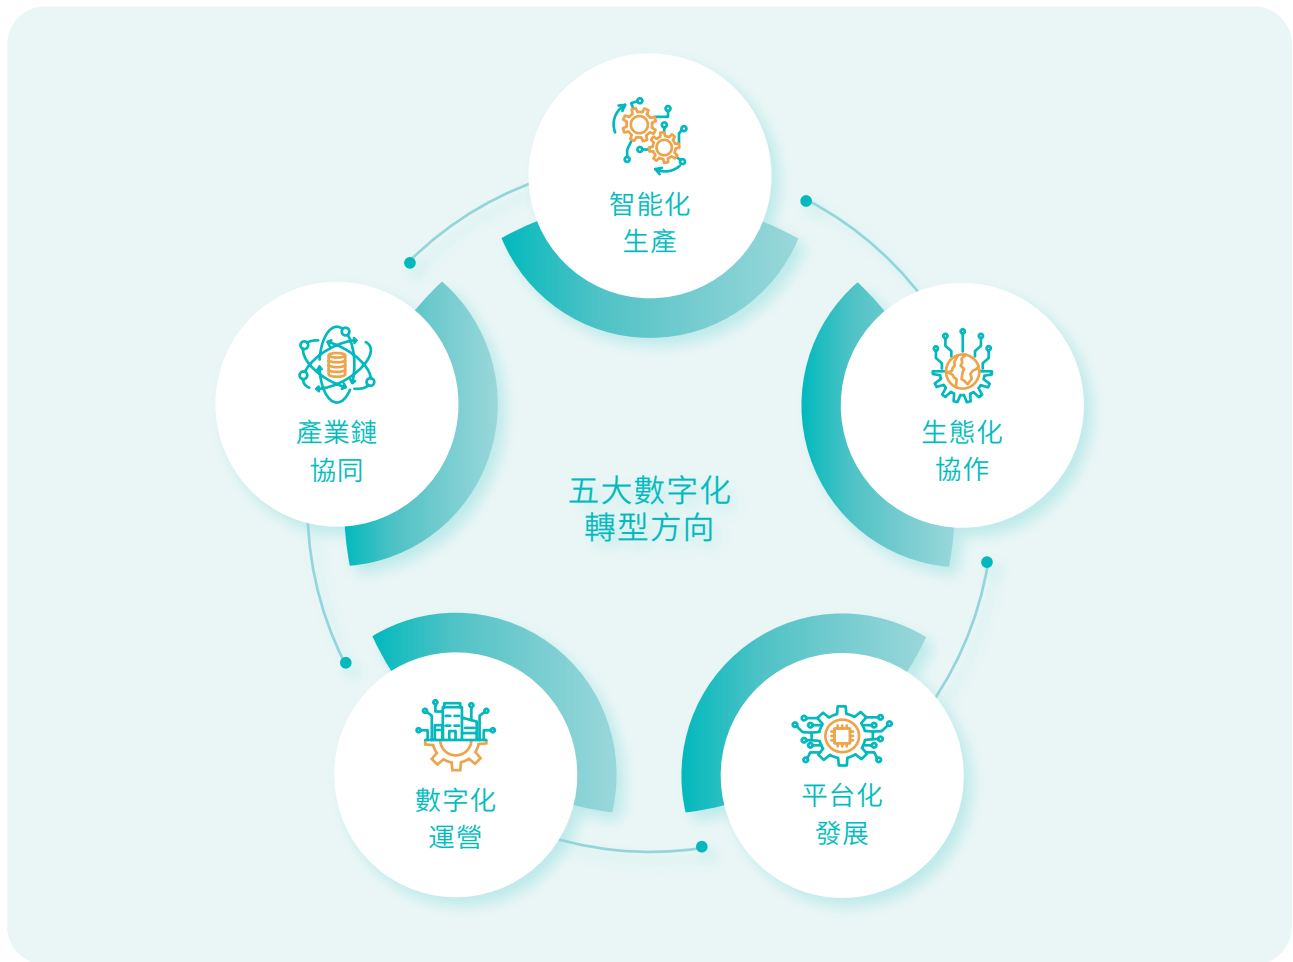 智能化
生產
產業鏈
協同
生態化
協作
五大數字化
轉型方向
數字化
運營
平台化
發展